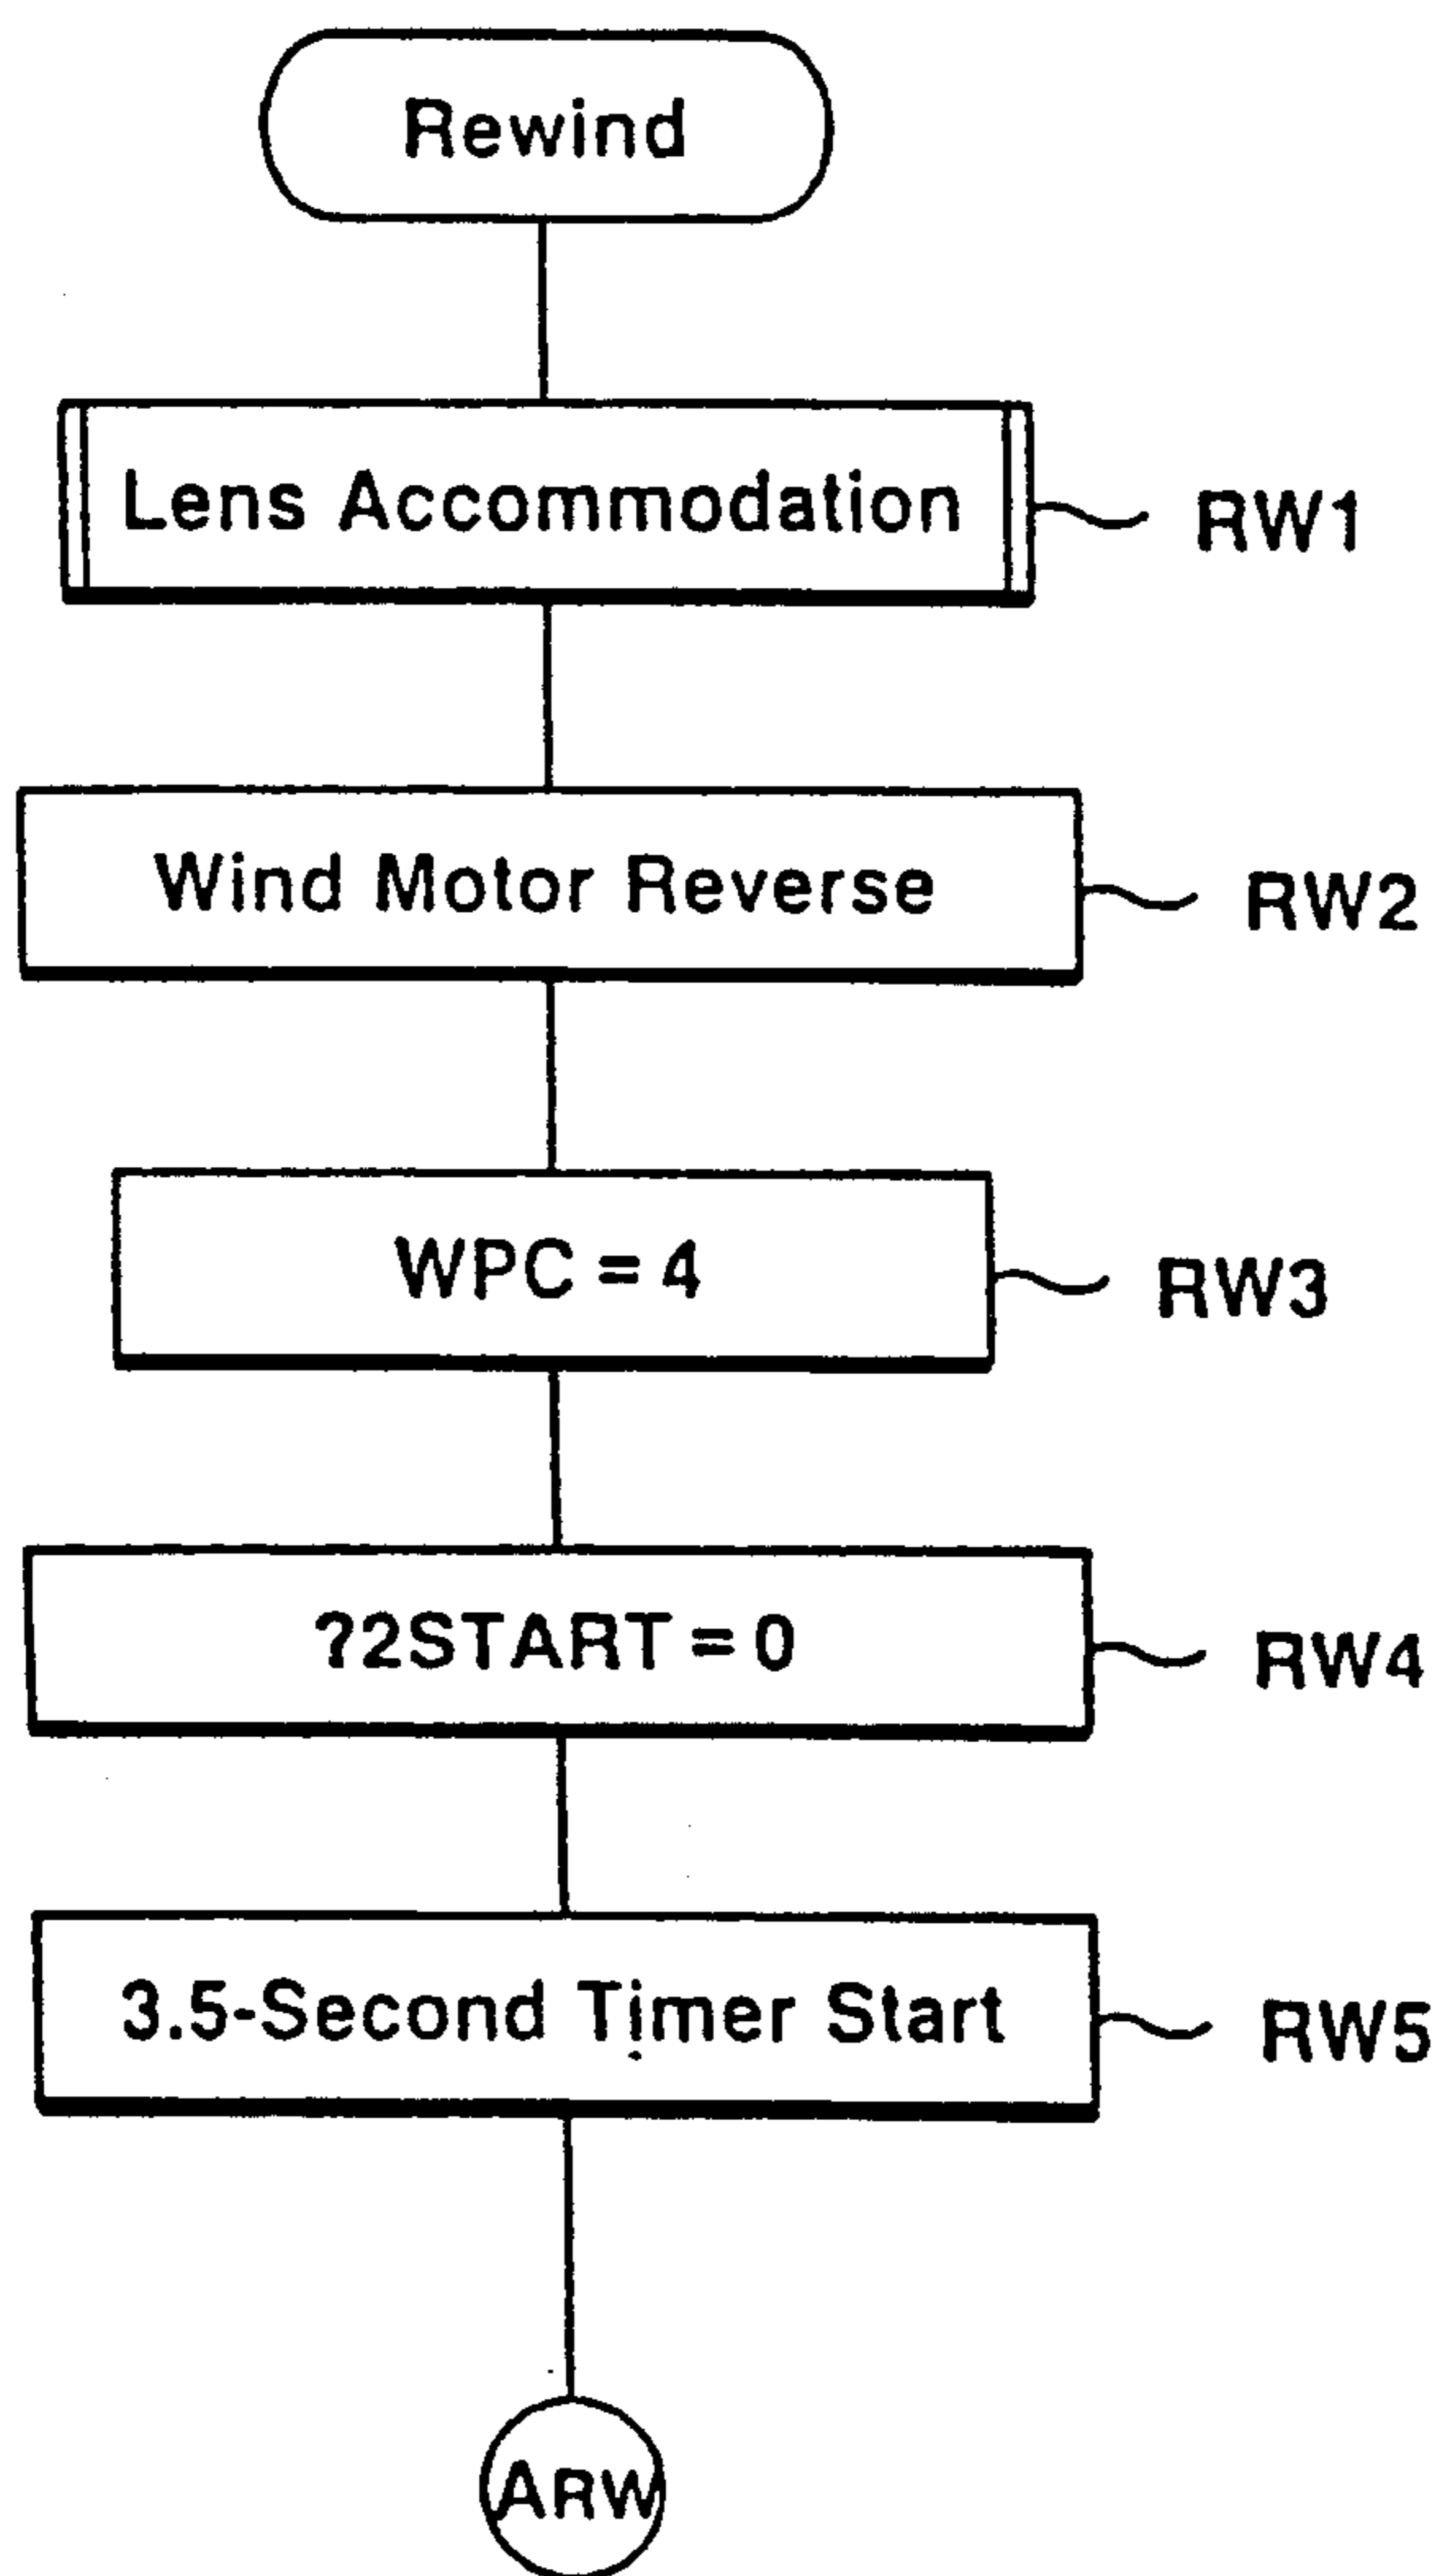 Rewind
Lens Accommodation
RW1
Wind Motor Reverse
RW2
WPC = 4
RW3
?2START = 0
RW4
3.5-Second Timer Start
RW5
ARW